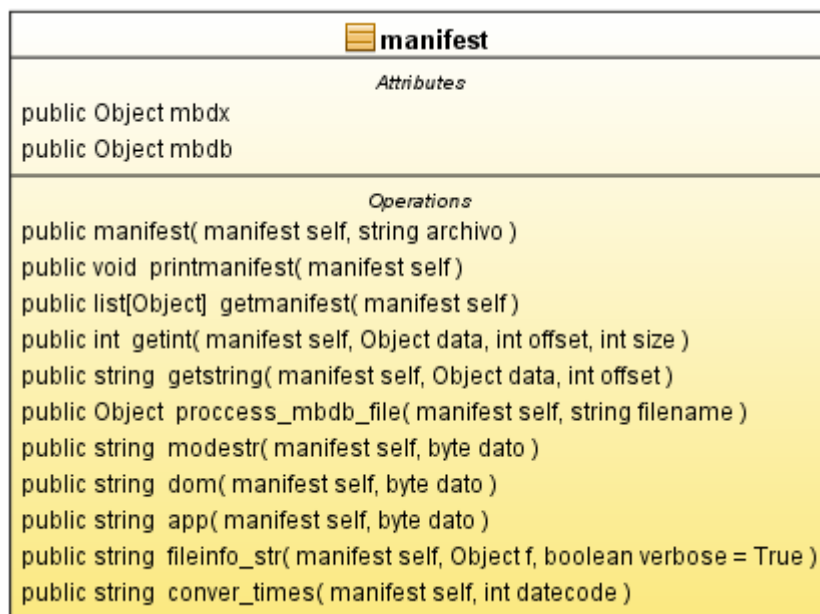 manifest
Attributes
public Object mbdx
public Object mbdb
Operations
public manifest( manifest self, string archivo )
public void  printmanifest( manifest self )
public list[Object]  getmanifest( manifest self )
public int  getint( manifest self, Object data, int offset, int size )
public string  getstring( manifest self, Object data, int offset )
public Object  proccess_mbdb_file( manifest self, string filename )
public string  modestr( manifest self, byte dato )
public string  dom( manifest self, byte dato )
public string  app( manifest self, byte dato )
public string  fileinfo_str( manifest self, Object f, boolean verbose = True )
public string  conver_times( manifest self, int datecode )